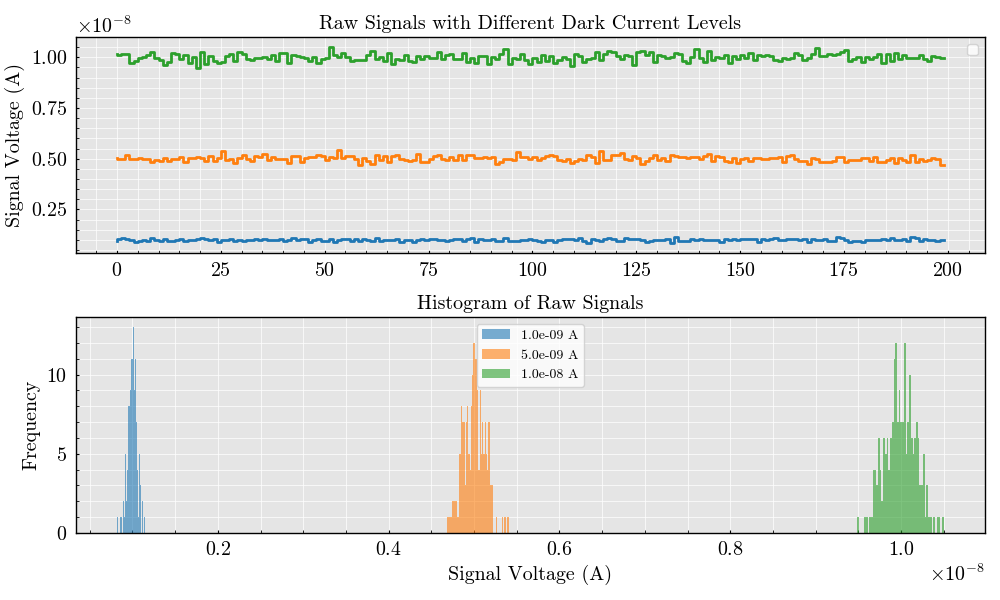 Raw Signals with Different Dark Current Levels
×10⁻⁸
Signal Voltage (A)
1.00
0.75
0.50
0.25
0 25 50 75 100 125 150 175 200
Histogram of Raw Signals
Frequency
10
5
0
1.0e-09 A
5.0e-09 A
1.0e-08 A
0.2 0.4 0.6 0.8 1.0
Signal Voltage (A)
×10⁻⁸